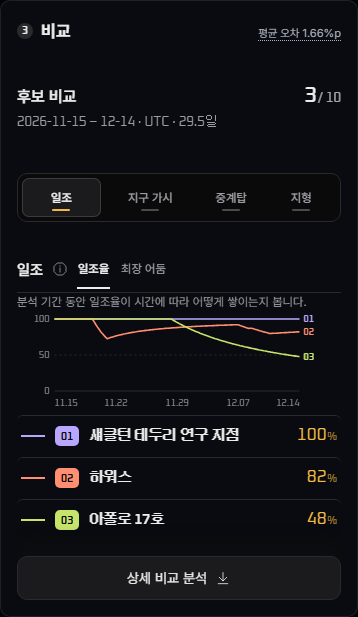 3 비교
평균 오차 1.66%p
후보 비교
3/ 10
2026-11-15 – 12-14 · UTC · 29.5일
일조 지구 가시 중계탑 지형
일조 ⓘ 일조율 최장 어둠
분석 기간 동안 일조율이 시간에 따라 어떻게 쌓이는지 봅니다.
100
50
0
01
02
03
11.15 11.22 11.29 12.07 12.14
01 섀클턴 테두리 연구 지점 100%
02 하워스 82%
03 아폴로 17호 48%
상세 비교 분석